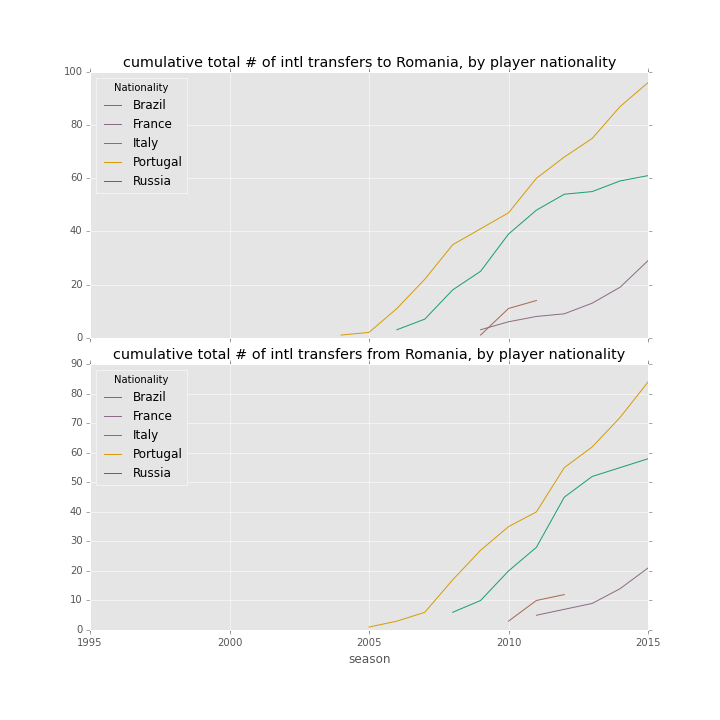 cumulative total # of intl transfers to Romania, by player nationality
100
80
60
40
20
0
Nationality
Brazil
France
Italy
Portugal
Russia
cumulative total # of intl transfers from Romania, by player nationality
90
80
70
60
50
40
30
20
10
0
Nationality
Brazil
France
Italy
Portugal
Russia
1995 2000 2005 2010 2015
season